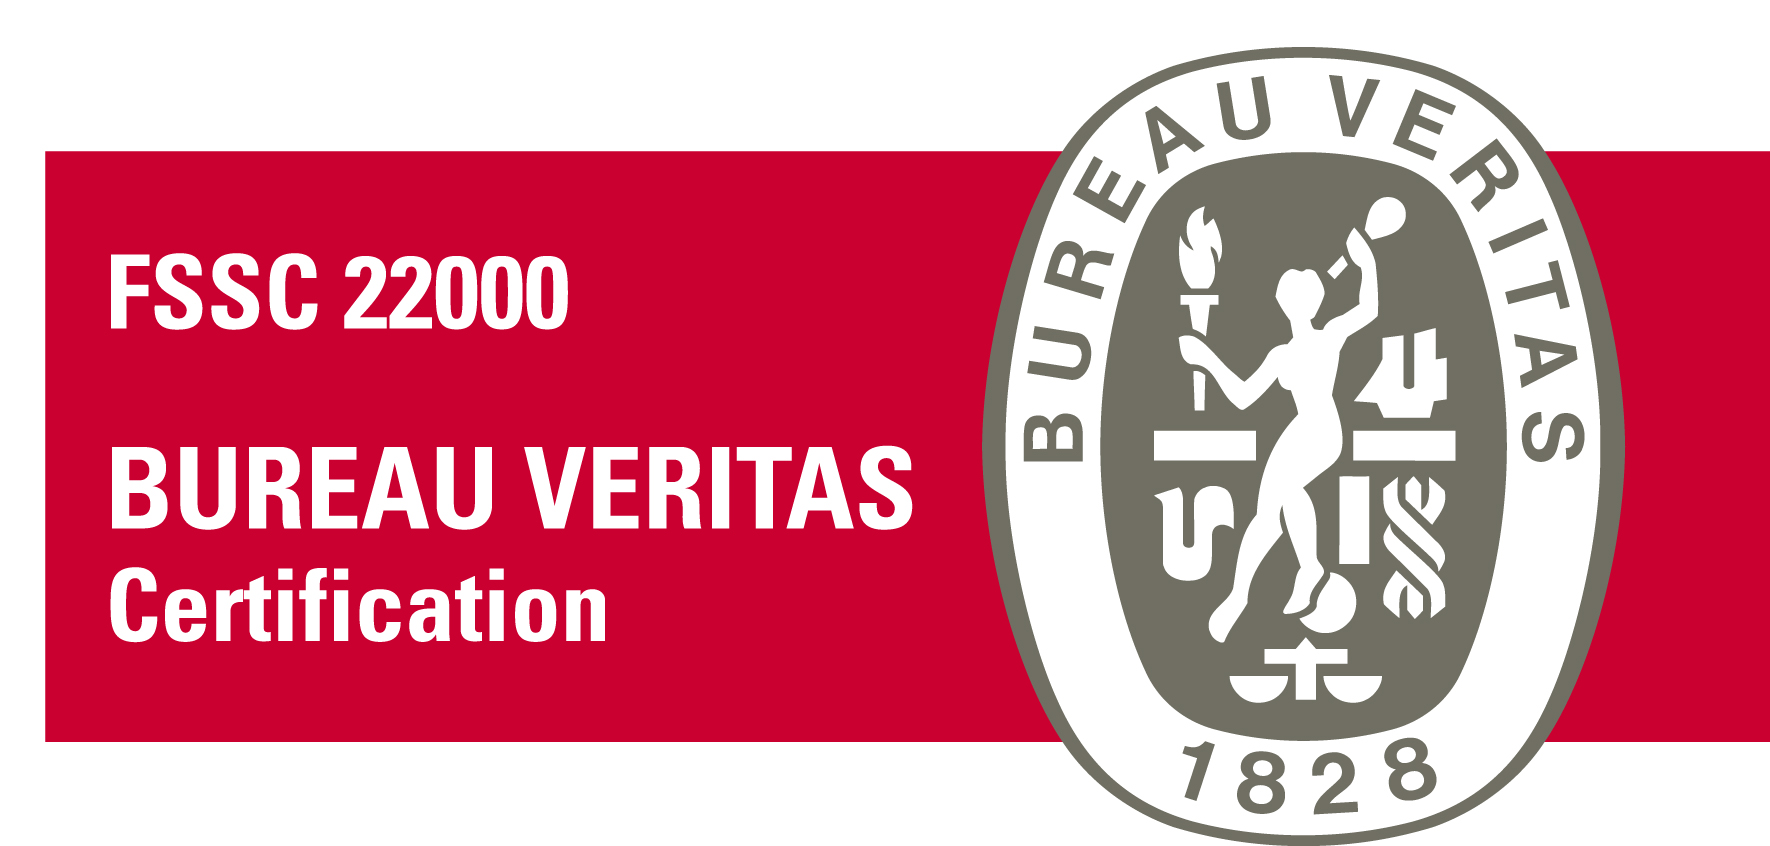 FSSC 22000
BUREAU VERITAS
Certification
BUREAU VERITAS
1828